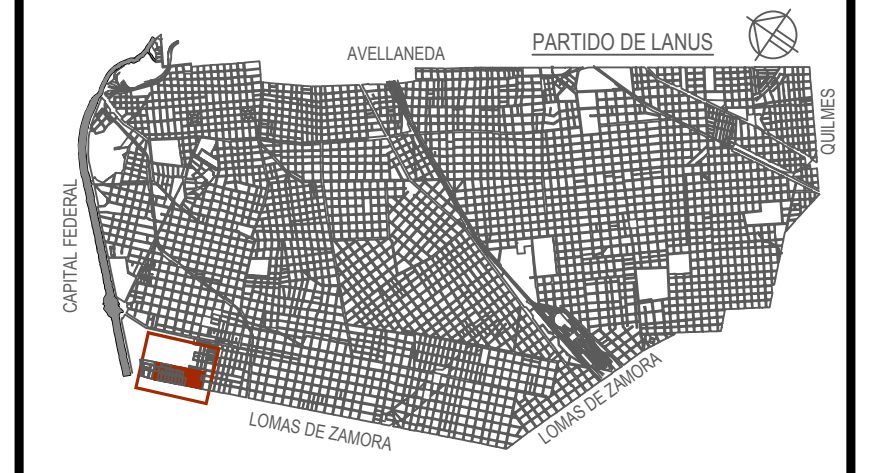 AVELLANEDA
PARTIDO DE LANUS
QUILMES
CAPITAL FEDERAL
LOMAS DE ZAMORA
LOMAS DE ZAMORA